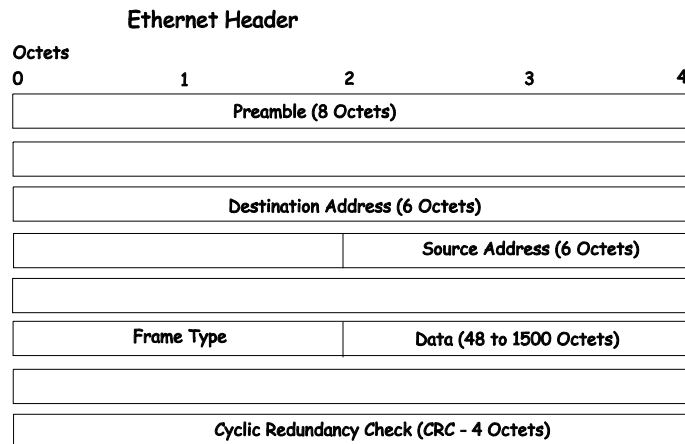 Ethernet Header
Octets
0 1 2 3 4
Preamble (8 Octets)
Destination Address (6 Octets)
Source Address (6 Octets)
Frame Type Data (48 to 1500 Octets)
Cyclic Redundancy Check (CRC - 4 Octets)